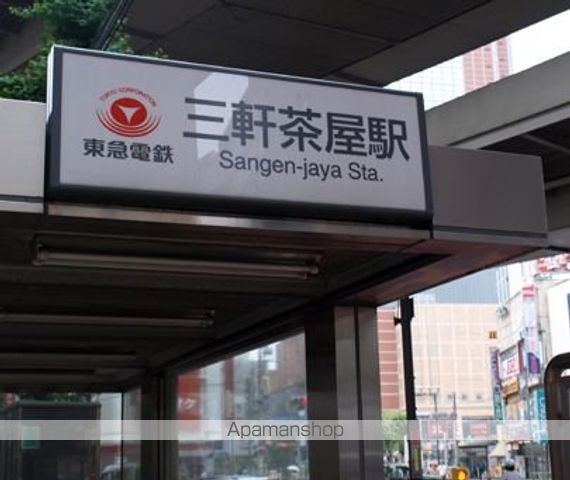 TOKYU CORPORATION
東急電鉄
三軒茶屋駅
Sangen-jaya Sta.
Apamanshop